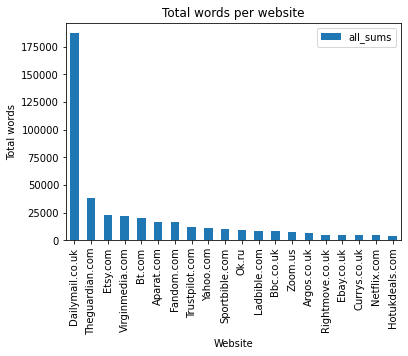 Total words per website
all_sums
Total words
175000
150000
125000
100000
75000
50000
25000
0
Dailymail.co.uk
Theguardian.com
Etsy.com
Virginmedia.com
Bt.com
Aparat.com
Fandom.com
Trustpilot.com
Yahoo.com
Sportbible.com
Ok.ru
Ladbible.com
Bbc.co.uk
Zoom.us
Argos.co.uk
Rightmove.co.uk
Ebay.co.uk
Currys.co.uk
Netflix.com
Hotukdeals.com
Website